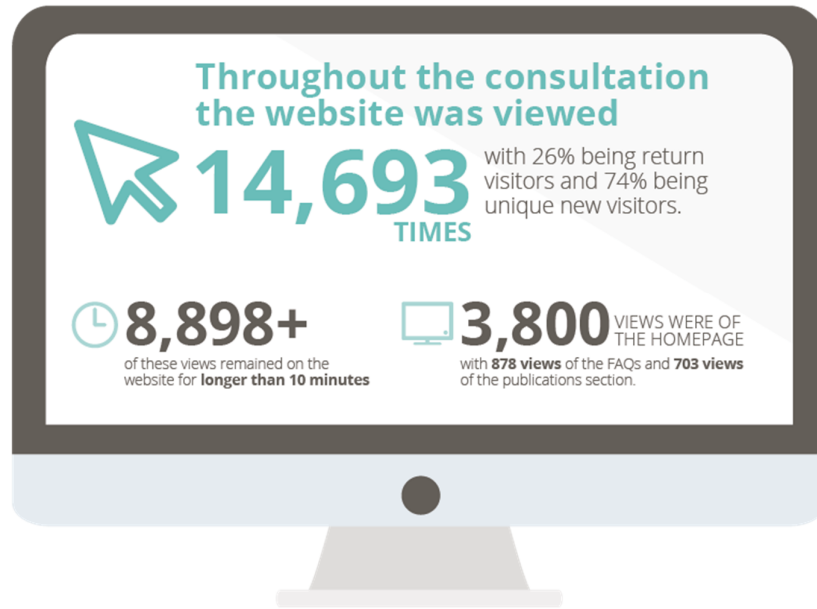 Throughout the consultation
the website was viewed
14,693
TIMES
with 26% being return
visitors and 74% being
unique new visitors.
8,898+
of these views remained on the
website for longer than 10 minutes
3,800
VIEWS WERE OF
THE HOMEPAGE
with 878 views of the FAQs and 703 views
of the publications section.